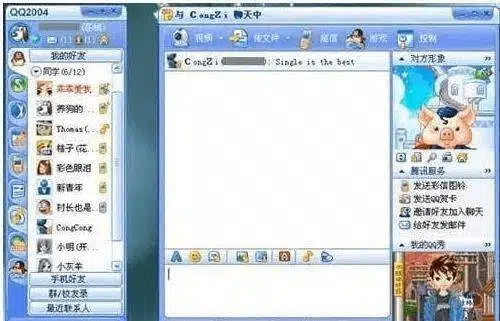 QQ2004
(在线)
我的好友
同学(6/12)
乖乖爱我
养狗的
Thomas(
桔子(花
彩色眼泪
新青年
村长也是
CongCong
小明(开
小灰羊
手机好友
群/校友录
最近联系人
与 CongZi 聊天中
视频 传文件 短信 游戏 控制
CongZi : Single is the best
对方形象
腾讯服务
发送彩信图铃
发送QQ贺卡
邀请好友加入聊天
给好友发邮件
我的QQ秀